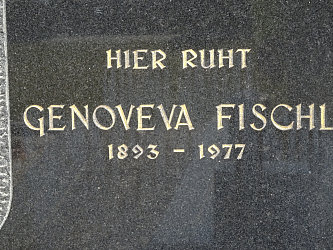 HIER RUHT
GENOVEVA FISCHL
1893 - 1977